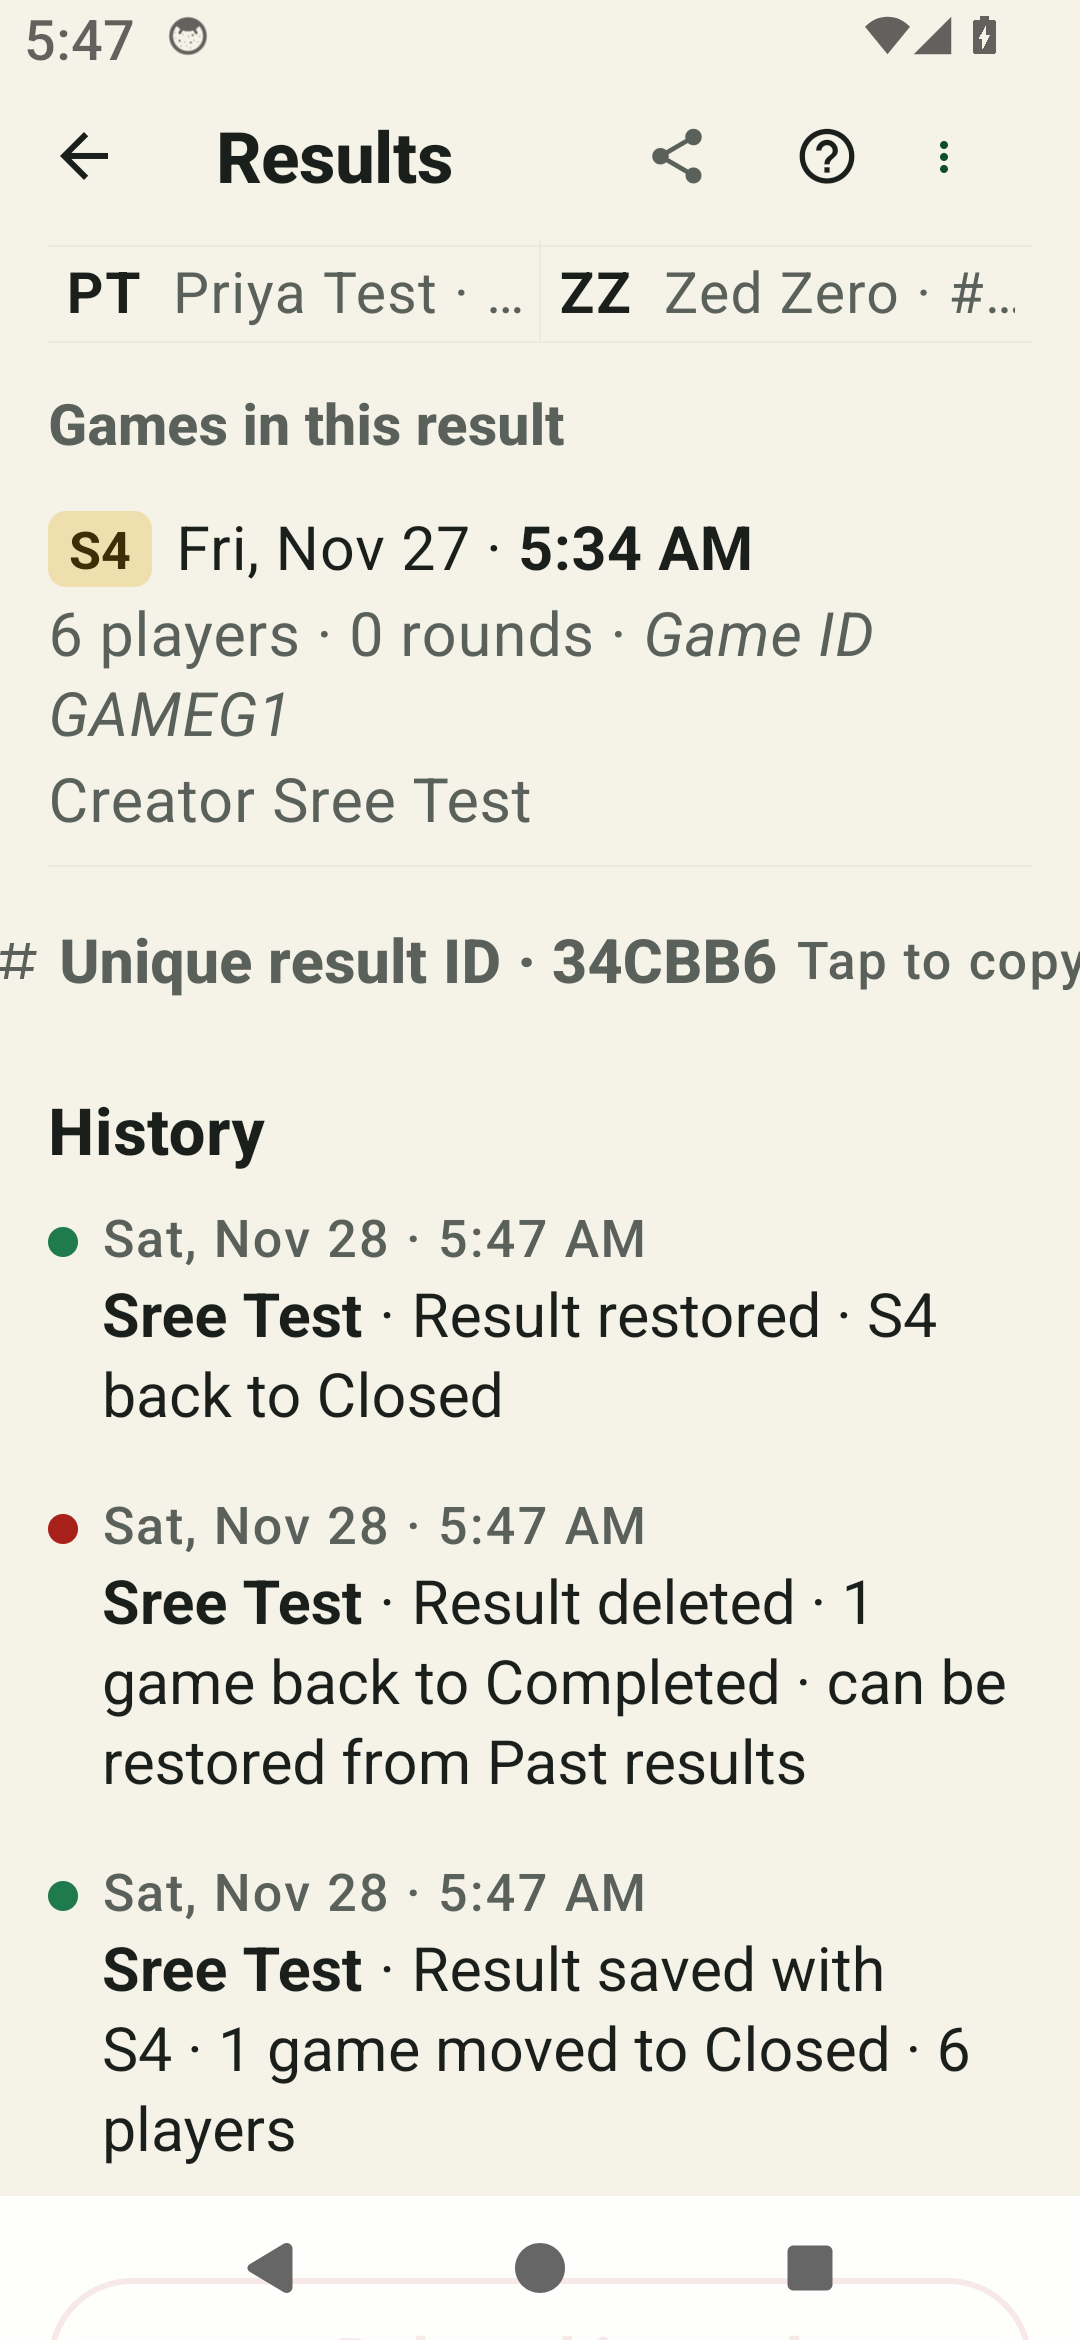 5:47
Results
PT Priya Test · …
ZZ Zed Zero · #…
Games in this result
S4 Fri, Nov 27 · 5:34 AM
6 players · 0 rounds · Game ID
GAMEG1
Creator Sree Test
# Unique result ID · 34CBB6 Tap to copy
History
Sat, Nov 28 · 5:47 AM
Sree Test · Result restored · S4
back to Closed
Sat, Nov 28 · 5:47 AM
Sree Test · Result deleted · 1
game back to Completed · can be
restored from Past results
Sat, Nov 28 · 5:47 AM
Sree Test · Result saved with
S4 · 1 game moved to Closed · 6
players